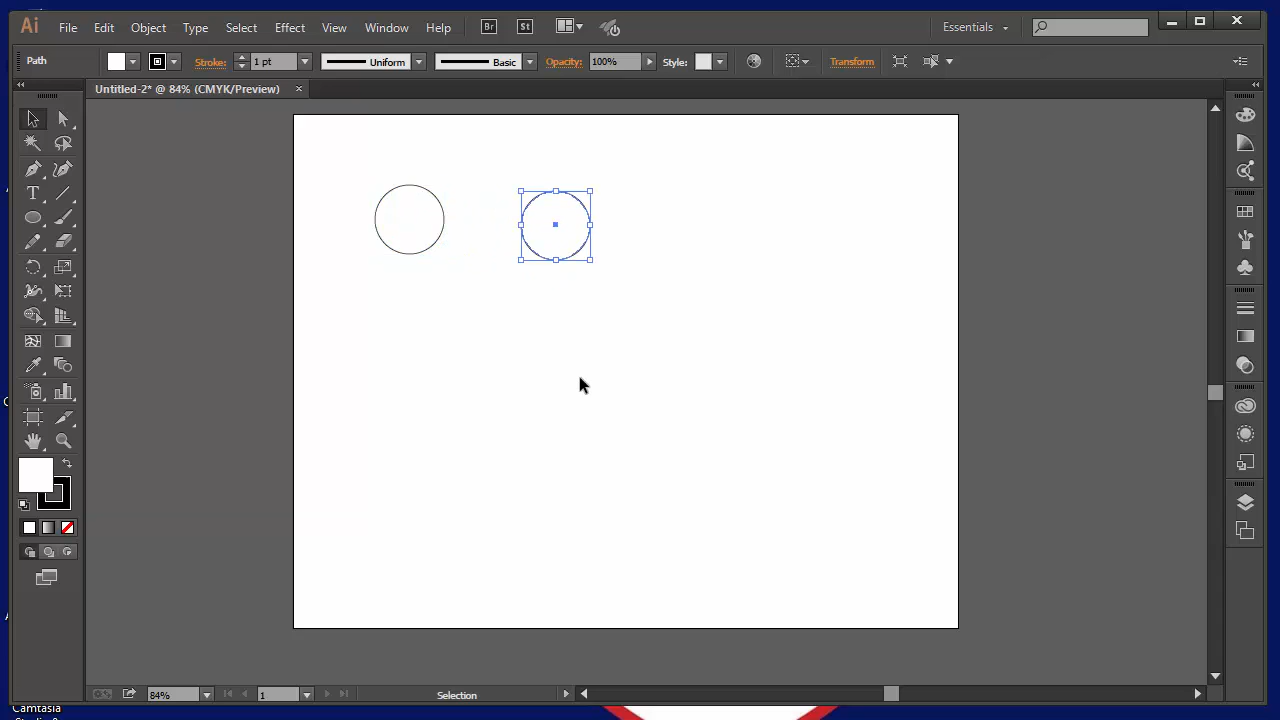 Ai File Edit Object Type Select Effect View Window Help Br St Essentials
Path Stroke: 1 pt Uniform Basic Opacity: 100% Style: Transform
Untitled-2* @ 84% (CMYK/Preview)
84% 1 Selection
Camtasia